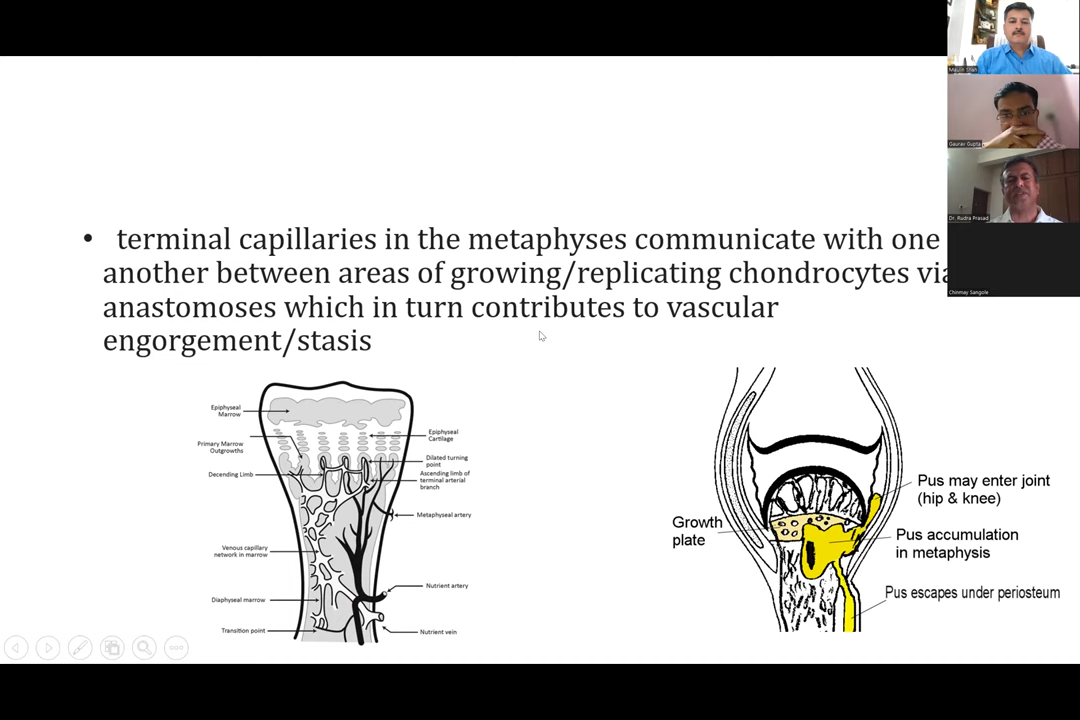 • terminal capillaries in the metaphyses communicate with one
another between areas of growing/replicating chondrocytes via
anastomoses which in turn contributes to vascular
engorgement/stasis
Epiphyseal
Marrow
Primary Marrow
Outgrowths
Decending Limb
Venous capillary
network in marrow
Diaphyseal marrow
Transition point
Epiphyseal
Cartilage
Dilated turning
point
Ascending limb of
terminal arterial
branch
Metaphyseal artery
Nutrient artery
Nutrient vein
Growth
plate
Pus may enter joint
(hip & knee)
Pus accumulation
in metaphysis
Pus escapes under periosteum
Maulin Shah
Gaurav Gupta
Dr. Rudra Prasad
Chinmay Sangole